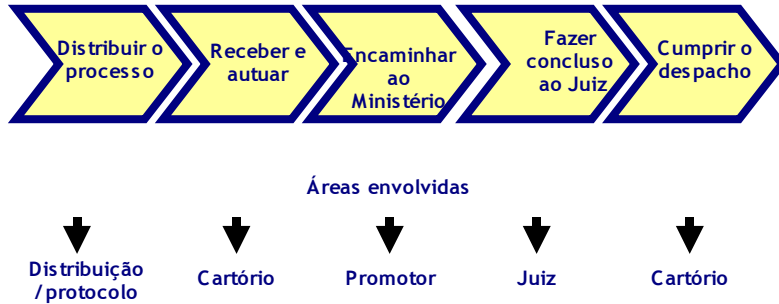 Distribuir o
processo
Receber e
autuar
Encaminhar
ao
Ministério
Fazer
concluso
ao Juiz
Cumprir o
despacho
Áreas envolvidas
Distribuição
/protocolo
Cartório
Promotor
Juiz
Cartório